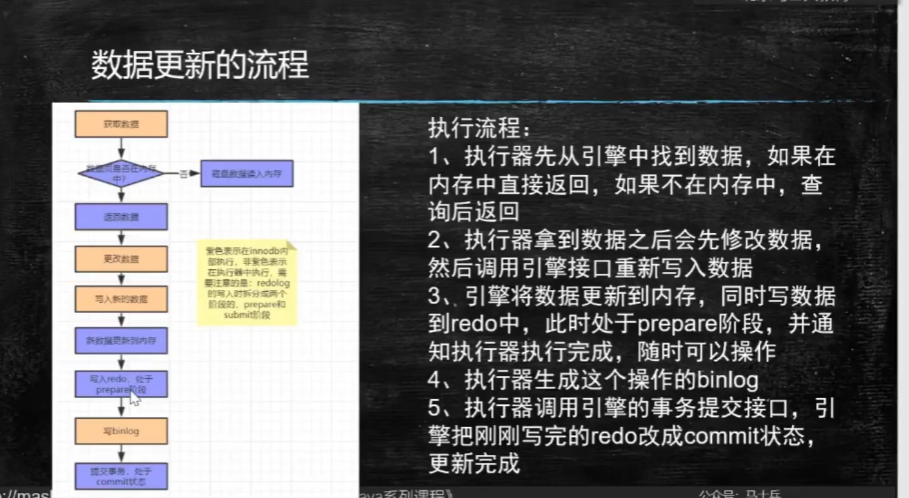 数据更新的流程
获取数据
数据页是否在内存
中？
否
磁盘数据读入内存
返回数据
更改数据
写入新的数据
新数据更新到内存
写入redo，处于
prepare阶段
写binlog
提交事务，处于
commit状态
紫色表示在innodb内
部执行，非紫色表示
在执行器中执行，需
要注意的是：redolog
的写入时拆分成两个
阶段的，prepare和
submit阶段
执行流程：
1、执行器先从引擎中找到数据，如果在
内存中直接返回，如果不在内存中，查
询后返回
2、执行器拿到数据之后会先修改数据，
然后调用引擎接口重新写入数据
3、引擎将数据更新到内存，同时写数据
到redo中，此时处于prepare阶段，并通
知执行器执行完成，随时可以操作
4、执行器生成这个操作的binlog
5、执行器调用引擎的事务提交接口，引
擎把刚刚写完的redo改成commit状态，
更新完成
ava系列课程》
公众号：马士兵